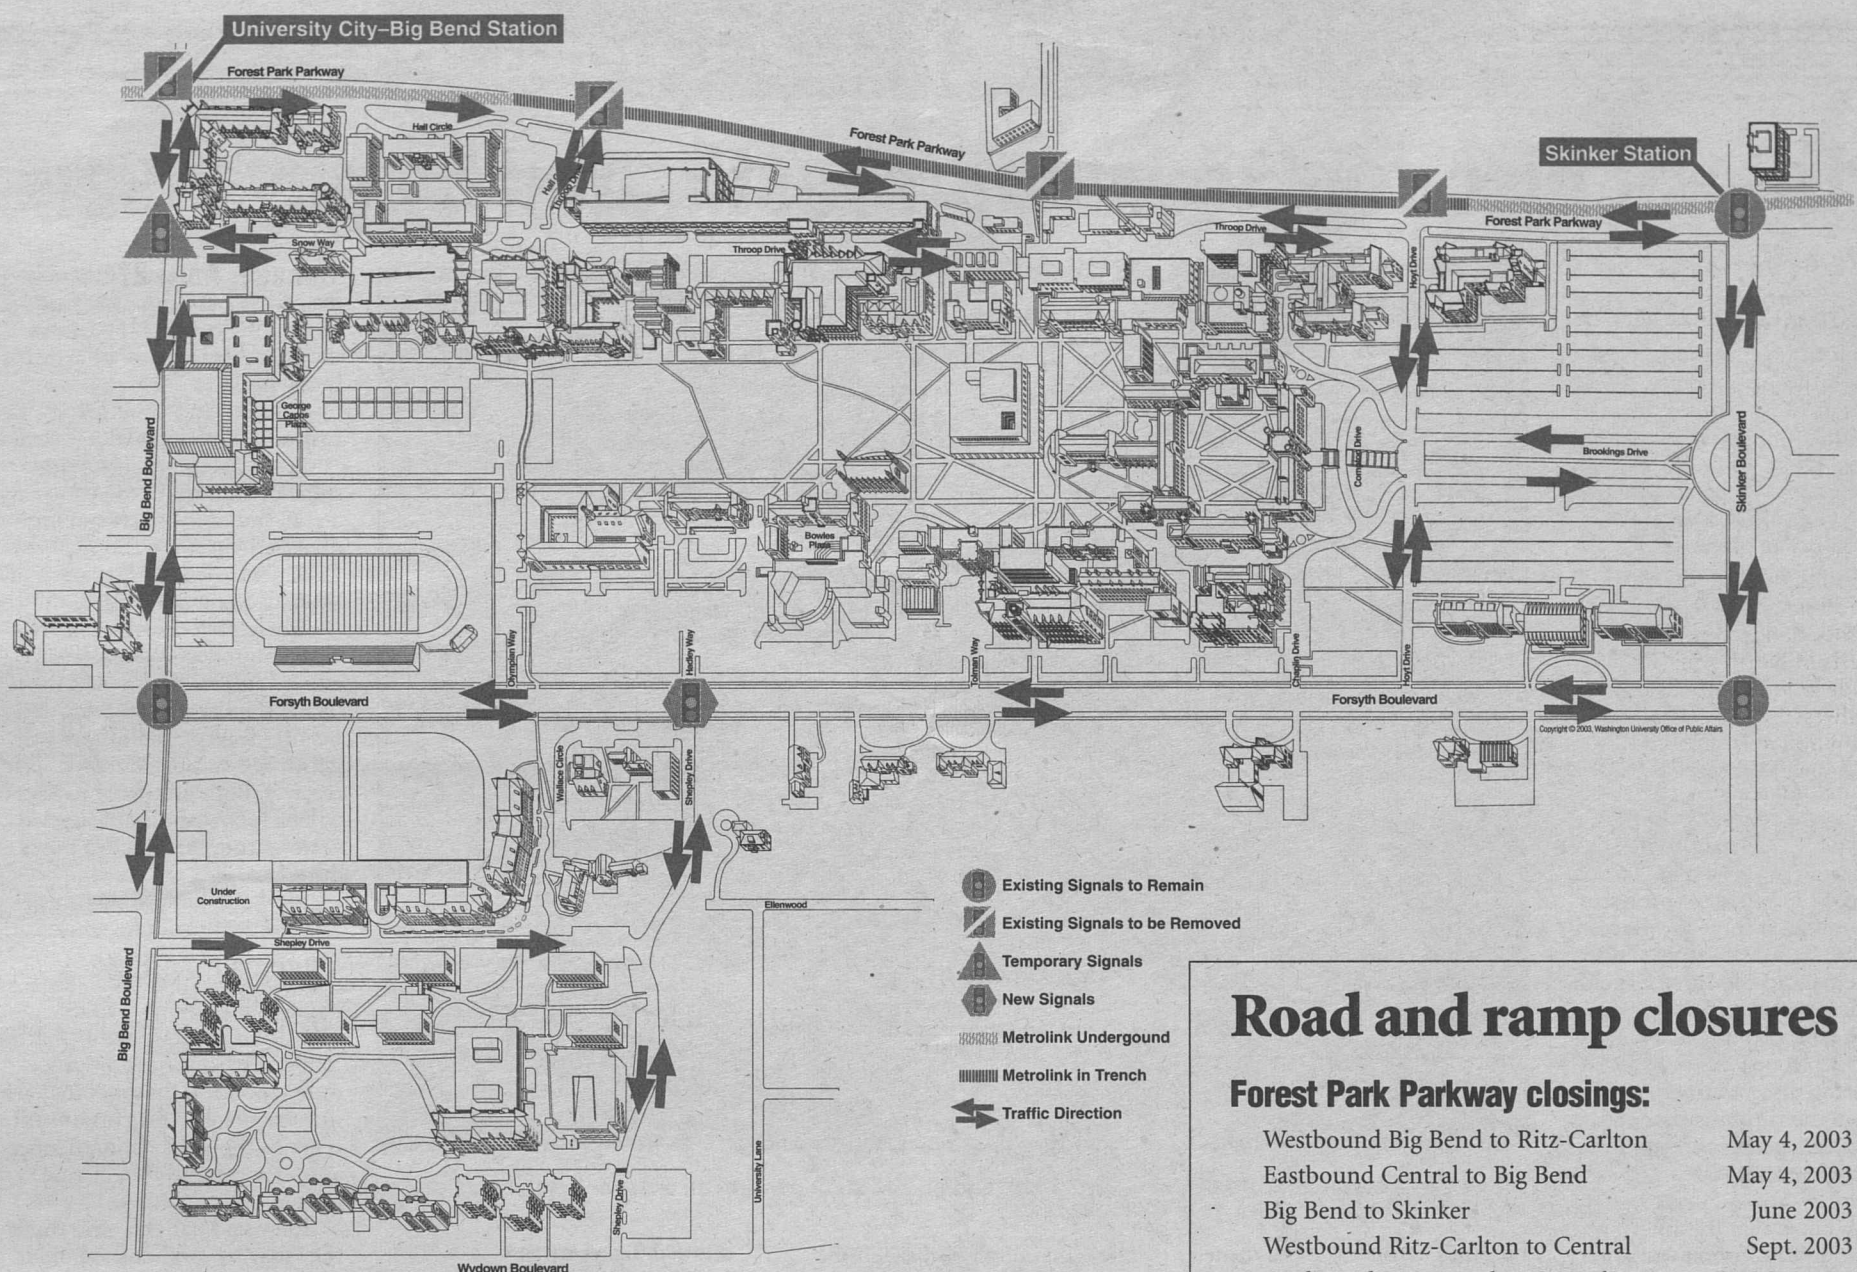 University City–Big Bend Station
Forest Park Parkway
Hall Circle
Forest Park Parkway
Skinker Station
Forest Park Parkway
Snow Way
Throop Drive
Throop Drive
Hoyt Drive
George
Capos
Plaza
Big Bend Boulevard
Brookings Drive
Skinker Boulevard
Bowles
Plaza
Olympian Way
Hadley Way
Tolman Way
Chaplin Drive
Hoyt Drive
Forsyth Boulevard
Forsyth Boulevard
Copyright © 2003, Washington University Office of Public Affairs
Wallace Circle
Shepley Drive
Under
Construction
Ellenwood
Shepley Drive
Big Bend Boulevard
University Lane
Shepley Drive
Wydown Boulevard
Existing Signals to Remain
Existing Signals to be Removed
Temporary Signals
New Signals
Metrolink Undergound
Metrolink in Trench
Traffic Direction
Road and ramp closures
Forest Park Parkway closings:
Westbound Big Bend to Ritz-Carlton May 4, 2003
Eastbound Central to Big Bend May 4, 2003
Big Bend to Skinker June 2003
Westbound Ritz-Carlton to Central Sept. 2003